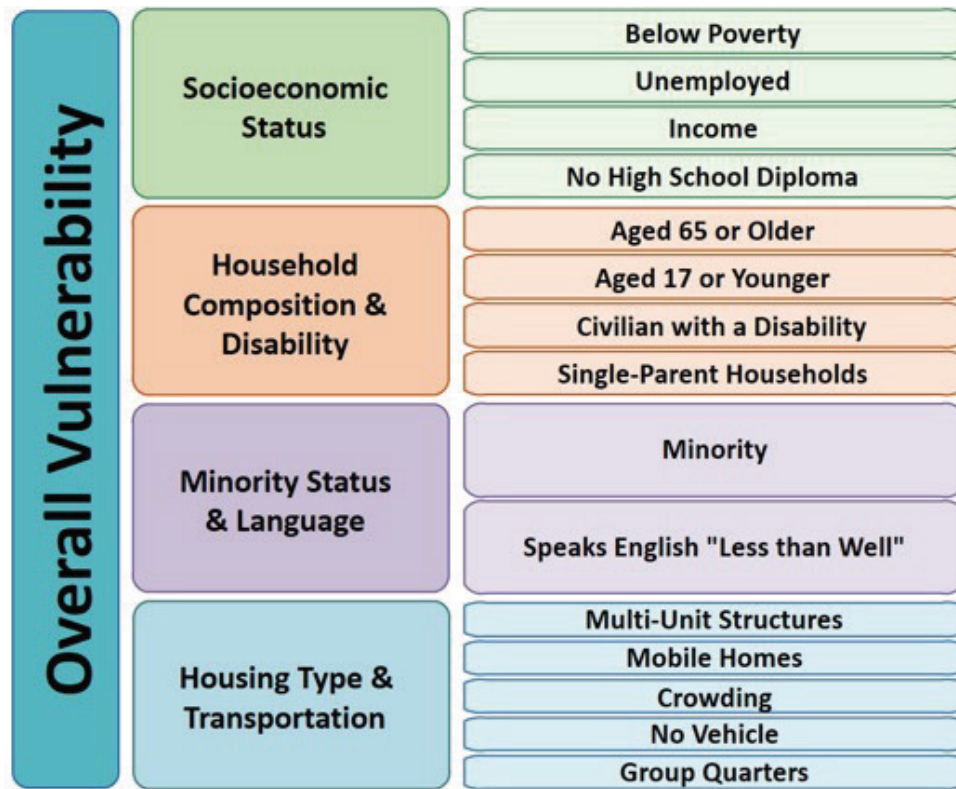 Overall Vulnerability
Socioeconomic
Status
Below Poverty
Unemployed
Income
No High School Diploma
Household
Composition &
Disability
Aged 65 or Older
Aged 17 or Younger
Civilian with a Disability
Single-Parent Households
Minority Status
& Language
Minority
Speaks English "Less than Well"
Housing Type &
Transportation
Multi-Unit Structures
Mobile Homes
Crowding
No Vehicle
Group Quarters